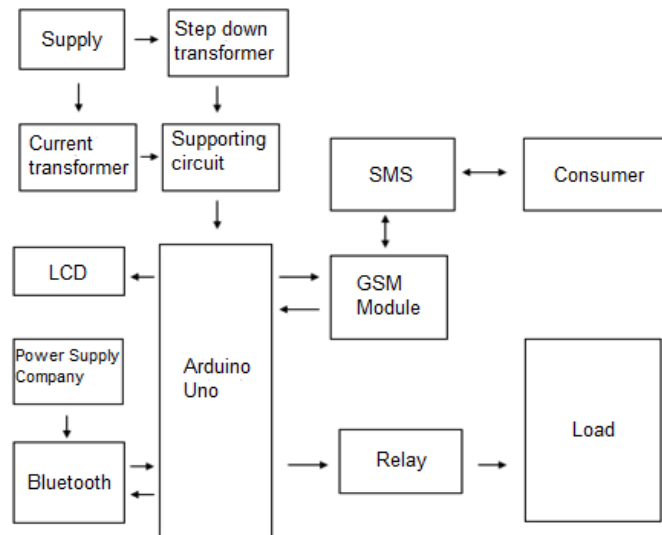 Supply
Step down
transformer
Current
transformer
Supporting
circuit
SMS
Consumer
LCD
GSM
Module
Power Supply
Company
Arduino
Uno
Bluetooth
Relay
Load